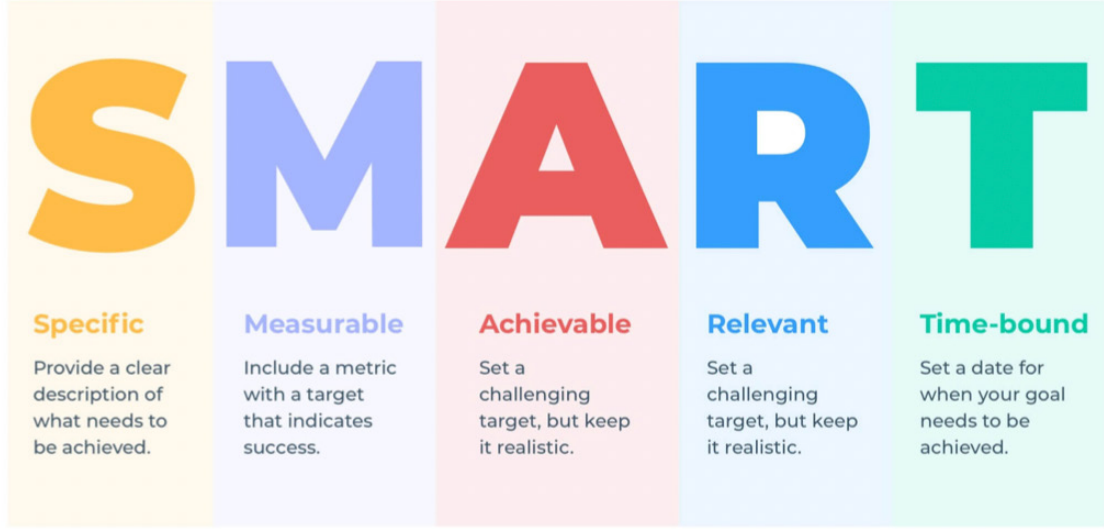 SMART
Specific
Provide a clear
description of
what needs to
be achieved.
Measurable
Include a metric
with a target
that indicates
success.
Achievable
Set a
challenging
target, but keep
it realistic.
Relevant
Set a
challenging
target, but keep
it realistic.
Time-bound
Set a date for
when your goal
needs to be
achieved.